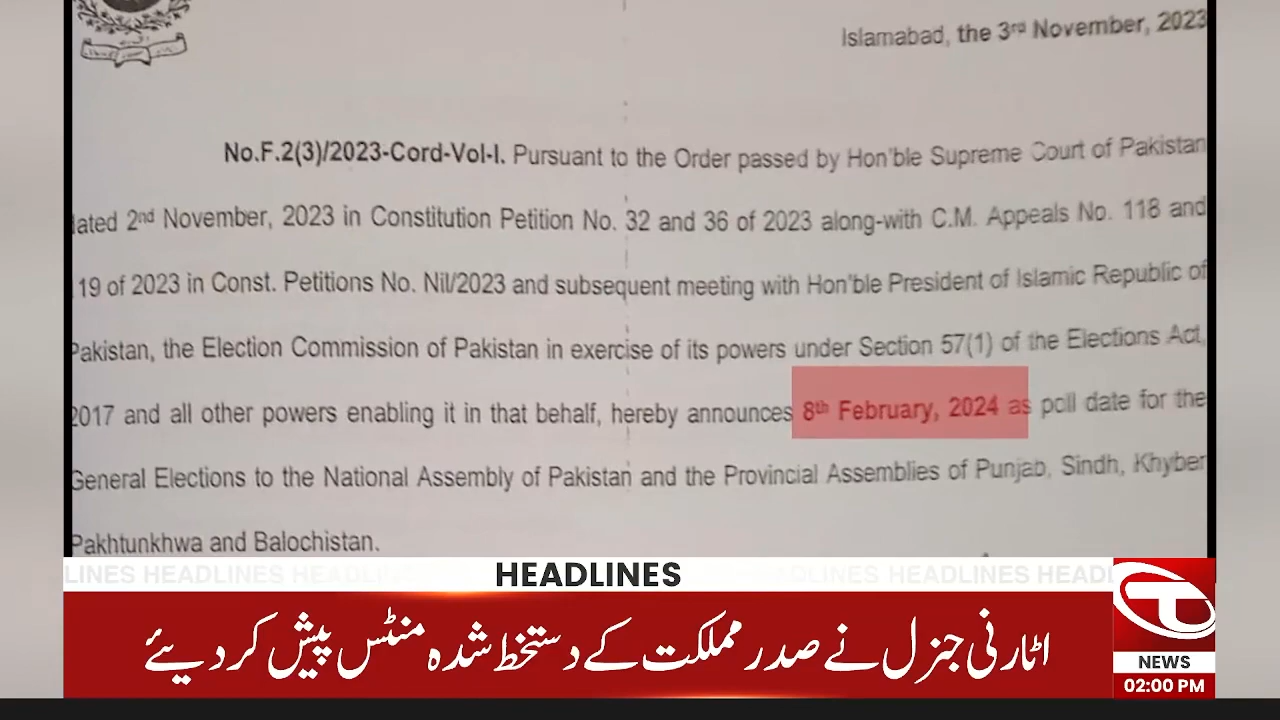 Islamabad, the 3rd November, 2023
No.F.2(3)/2023-Cord-Vol-I. Pursuant to the Order passed by Hon'ble Supreme Court of Pakistan
dated 2nd November, 2023 in Constitution Petition No. 32 and 36 of 2023 along-with C.M. Appeals No. 118 and
19 of 2023 in Const. Petitions No. Nil/2023 and subsequent meeting with Hon'ble President of Islamic Republic of
Pakistan, the Election Commission of Pakistan in exercise of its powers under Section 57(1) of the Elections Act,
2017 and all other powers enabling it in that behalf, hereby announces 8th February, 2024 as poll date for the
General Elections to the National Assembly of Pakistan and the Provincial Assemblies of Punjab, Sindh, Khyber
Pakhtunkhwa and Balochistan.
LINES HEADLINES HEADLINES HEADLINES HEADLINES HEADL
اٹارنی جنرل نے صدر مملکت کے دستخط شدہ منٹس پیش کر دیئے
NEWS
02:00 PM